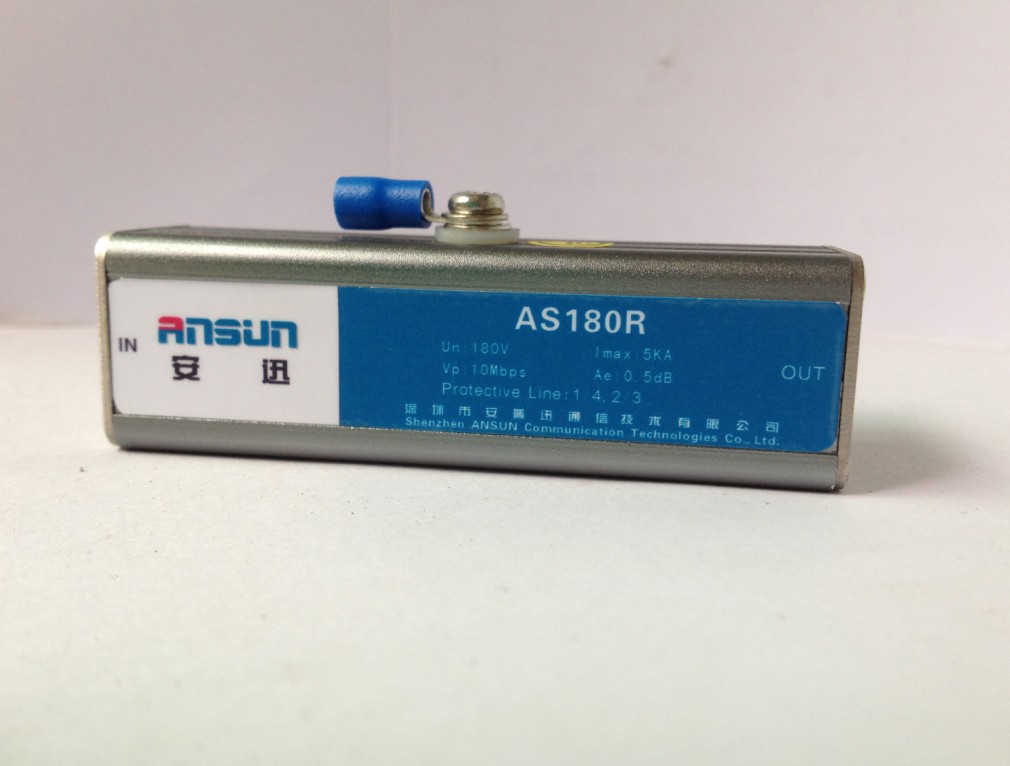 IN
ANSUN
安 迅
AS180R
Un: 180V Imax: 5KA
Vp: 10Mbps Ae: 0.5dB
Protective Line: 1 4, 2 3
深圳市安普迅通信技术有限公司
Shenzhen ANSUN Communication Technologies Co., Ltd.
OUT